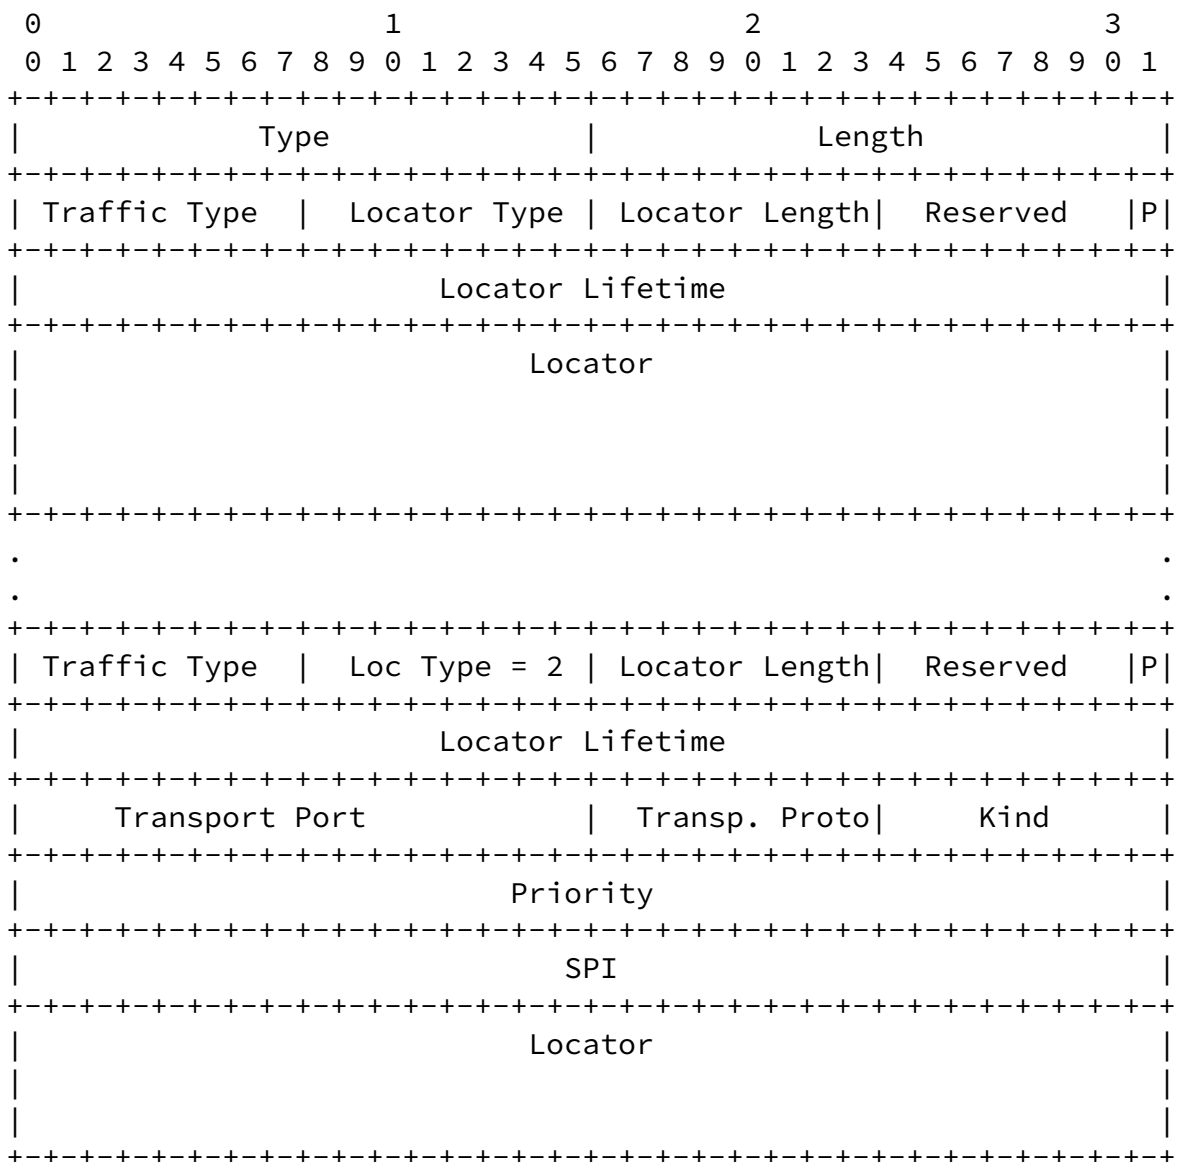 0                   1                   2                   3
 0 1 2 3 4 5 6 7 8 9 0 1 2 3 4 5 6 7 8 9 0 1 2 3 4 5 6 7 8 9 0 1
+-+-+-+-+-+-+-+-+-+-+-+-+-+-+-+-+-+-+-+-+-+-+-+-+-+-+-+-+-+-+-+-+
|             Type              |            Length             |
+-+-+-+-+-+-+-+-+-+-+-+-+-+-+-+-+-+-+-+-+-+-+-+-+-+-+-+-+-+-+-+-+
| Traffic Type  |  Locator Type | Locator Length|  Reserved   |P|
+-+-+-+-+-+-+-+-+-+-+-+-+-+-+-+-+-+-+-+-+-+-+-+-+-+-+-+-+-+-+-+-+
|                       Locator Lifetime                        |
+-+-+-+-+-+-+-+-+-+-+-+-+-+-+-+-+-+-+-+-+-+-+-+-+-+-+-+-+-+-+-+-+
|                            Locator                            |
|                                                               |
|                                                               |
|                                                               |
+-+-+-+-+-+-+-+-+-+-+-+-+-+-+-+-+-+-+-+-+-+-+-+-+-+-+-+-+-+-+-+-+
.                                                               .
.                                                               .
+-+-+-+-+-+-+-+-+-+-+-+-+-+-+-+-+-+-+-+-+-+-+-+-+-+-+-+-+-+-+-+-+
| Traffic Type  |  Loc Type = 2 | Locator Length|  Reserved   |P|
+-+-+-+-+-+-+-+-+-+-+-+-+-+-+-+-+-+-+-+-+-+-+-+-+-+-+-+-+-+-+-+-+
|                       Locator Lifetime                        |
+-+-+-+-+-+-+-+-+-+-+-+-+-+-+-+-+-+-+-+-+-+-+-+-+-+-+-+-+-+-+-+-+
|     Transport Port            |  Transp. Proto|     Kind      |
+-+-+-+-+-+-+-+-+-+-+-+-+-+-+-+-+-+-+-+-+-+-+-+-+-+-+-+-+-+-+-+-+
|                           Priority                            |
+-+-+-+-+-+-+-+-+-+-+-+-+-+-+-+-+-+-+-+-+-+-+-+-+-+-+-+-+-+-+-+-+
|                              SPI                              |
+-+-+-+-+-+-+-+-+-+-+-+-+-+-+-+-+-+-+-+-+-+-+-+-+-+-+-+-+-+-+-+-+
|                            Locator                            |
|                                                               |
|                                                               |
+-+-+-+-+-+-+-+-+-+-+-+-+-+-+-+-+-+-+-+-+-+-+-+-+-+-+-+-+-+-+-+-+